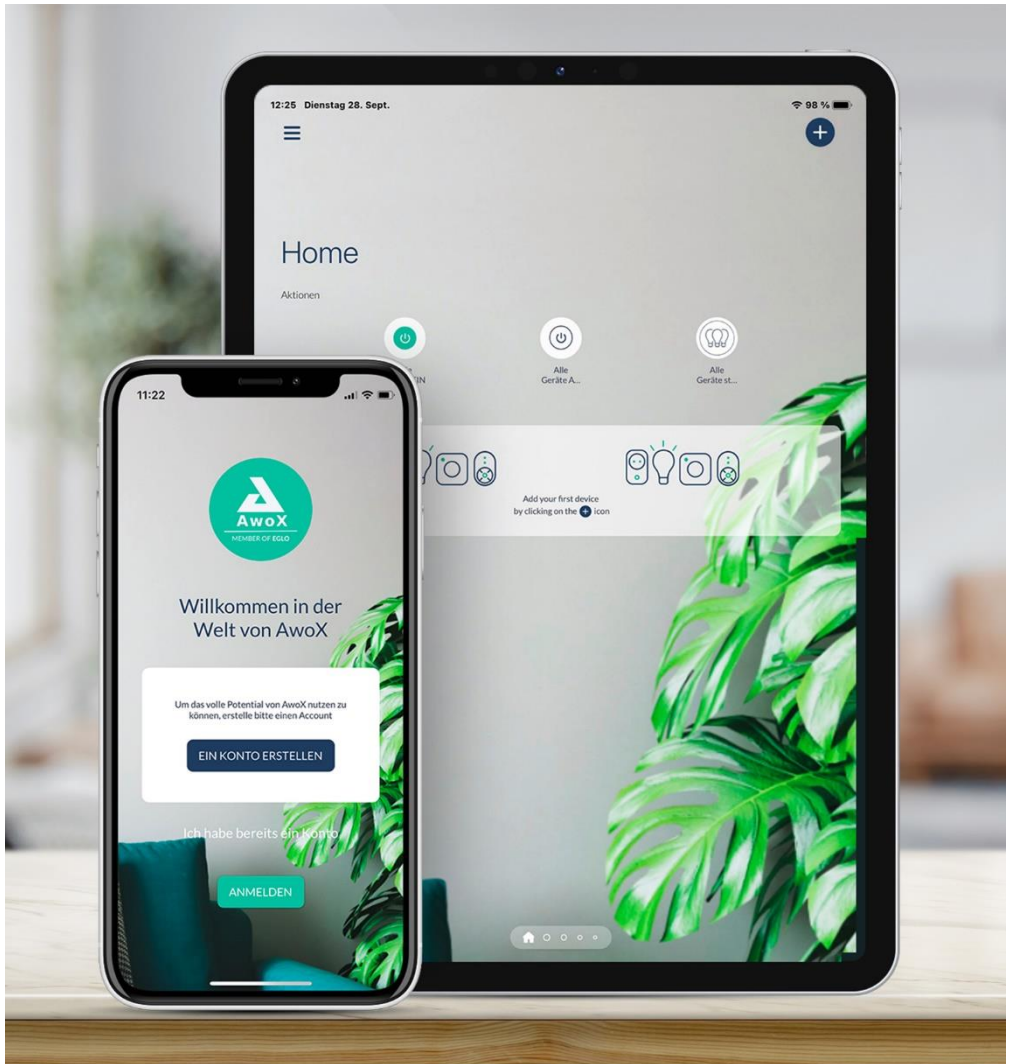 12:25 Dienstag 28. Sept.
98 %
Home
Aktionen
IN
Alle
Geräte A...
Alle
Geräte st...
Add your first device
by clicking on the + icon
11:22
AwoX
MEMBER OF EGLO
Willkommen in der
Welt von AwoX
Um das volle Potential von AwoX nutzen zu
können, erstelle bitte einen Account
EIN KONTO ERSTELLEN
Ich habe bereits ein Konto
ANMELDEN